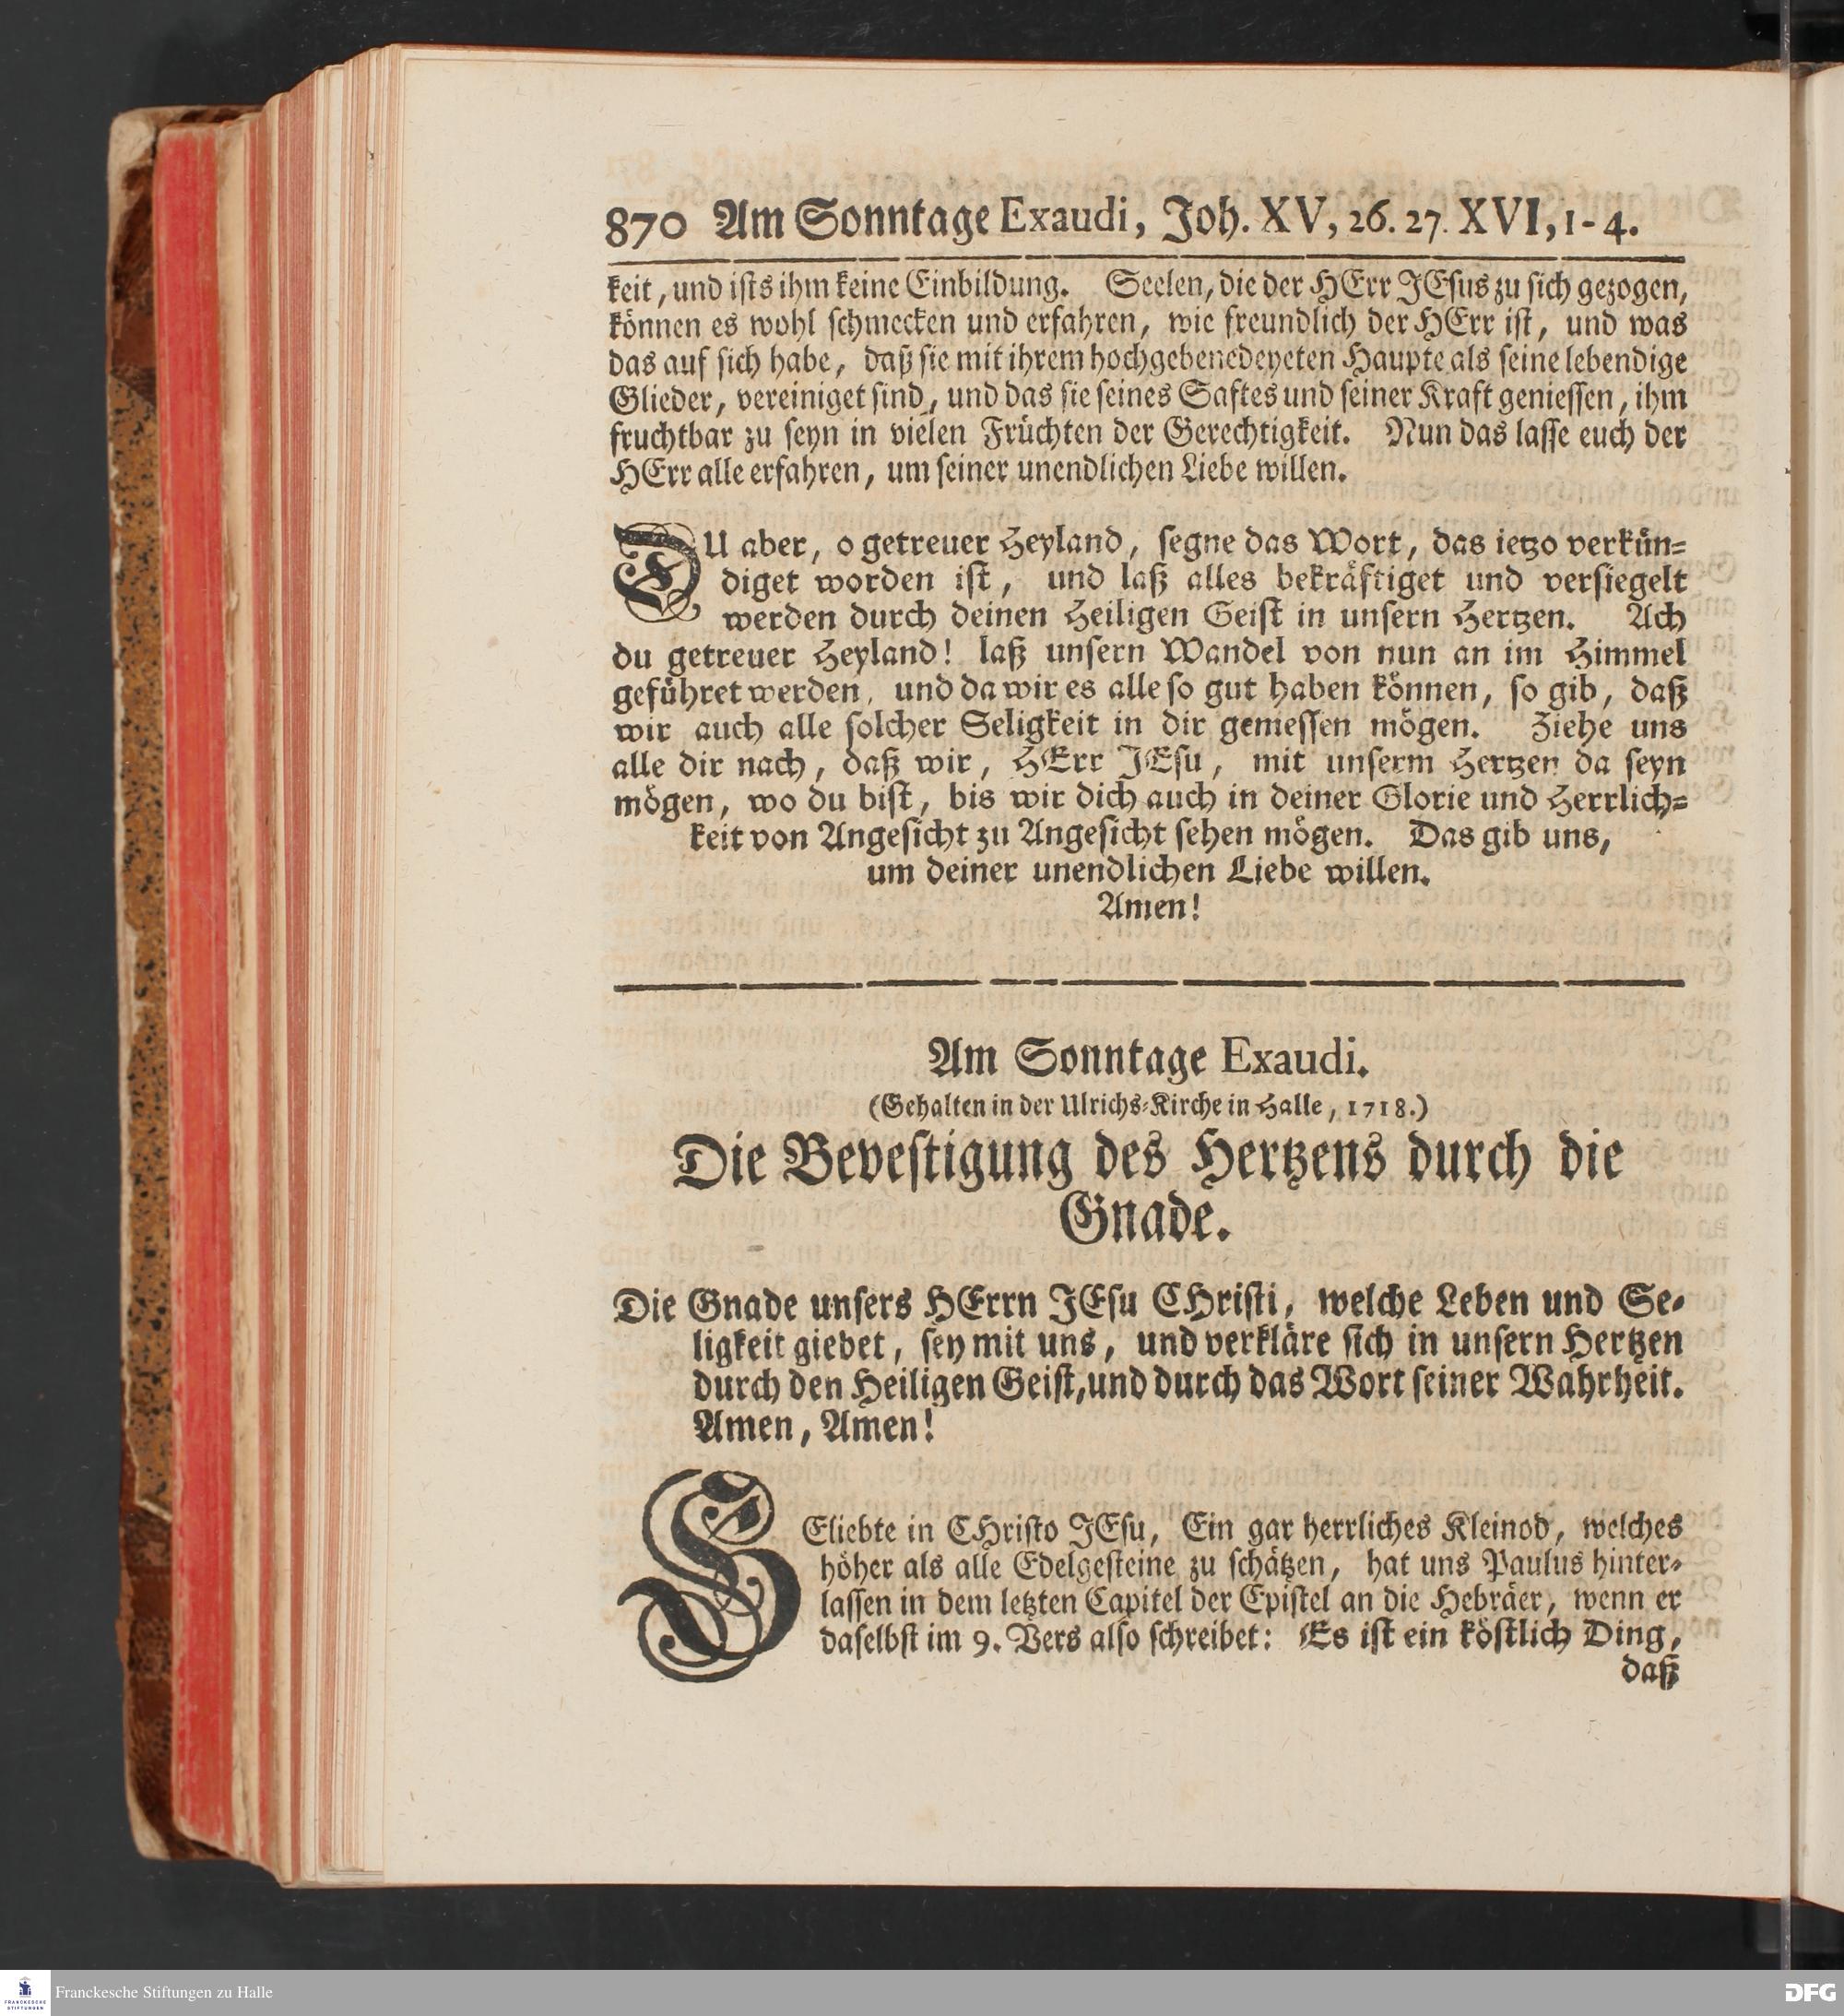 870 Am Sonntage Exaudi, Joh. XV, 26. 27. XVI, 1-4.
keit, und ists ihm keine Einbildung. Seelen, die der HErr JEsus zu sich gezogen,
können es wohl schmecken und erfahren, wie freundlich der HErr ist, und was
das auf sich habe, daß sie mit ihrem hochgebenedeyeten Haupte als seine lebendige
Glieder, vereiniget sind, und das sie seines Saftes und seiner Kraft geniessen, ihm
fruchtbar zu seyn in vielen Früchten der Gerechtigkeit. Nun das lasse euch der
HErr alle erfahren, um seiner unendlichen Liebe willen.
DU aber, o getreuer Heyland, segne das Wort, das ietzo verkün=
diget worden ist, und laß alles bekräftiget und versiegelt
werden durch deinen Heiligen Geist in unsern Hertzen. Ach
du getreuer Heyland! laß unsern Wandel von nun an im Himmel
geführet werden, und da wir es alle so gut haben können, so gib, daß
wir auch alle solcher Seligkeit in dir geniessen mögen. Ziehe uns
alle dir nach, daß wir, HErr JEsu, mit unserm Hertzen da seyn
mögen, wo du bist, bis wir dich auch in deiner Glorie und Herrlich=
keit von Angesicht zu Angesicht sehen mögen. Das gib uns,
um deiner unendlichen Liebe willen.
Amen!
Am Sonntage Exaudi.
(Gehalten in der Ulrichs=Kirche in Halle, 1718.)
Die Bevestigung des Hertzens durch die
Gnade.
Die Gnade unsers HErrn JEsu CHristi, welche Leben und Se=
ligkeit giebet, sey mit uns, und verkläre sich in unsern Hertzen
durch den Heiligen Geist, und durch das Wort seiner Wahrheit.
Amen, Amen!
GEliebte in CHristo JEsu, Ein gar herrliches Kleinod, welches
höher als alle Edelgesteine zu schätzen, hat uns Paulus hinter=
lassen in dem letzten Capitel der Epistel an die Hebräer, wenn er
daselbst im 9. Vers also schreibet: Es ist ein köstlich Ding,
daß
FRANCKESCHE STIFTUNGEN
Franckesche Stiftungen zu Halle
DFG